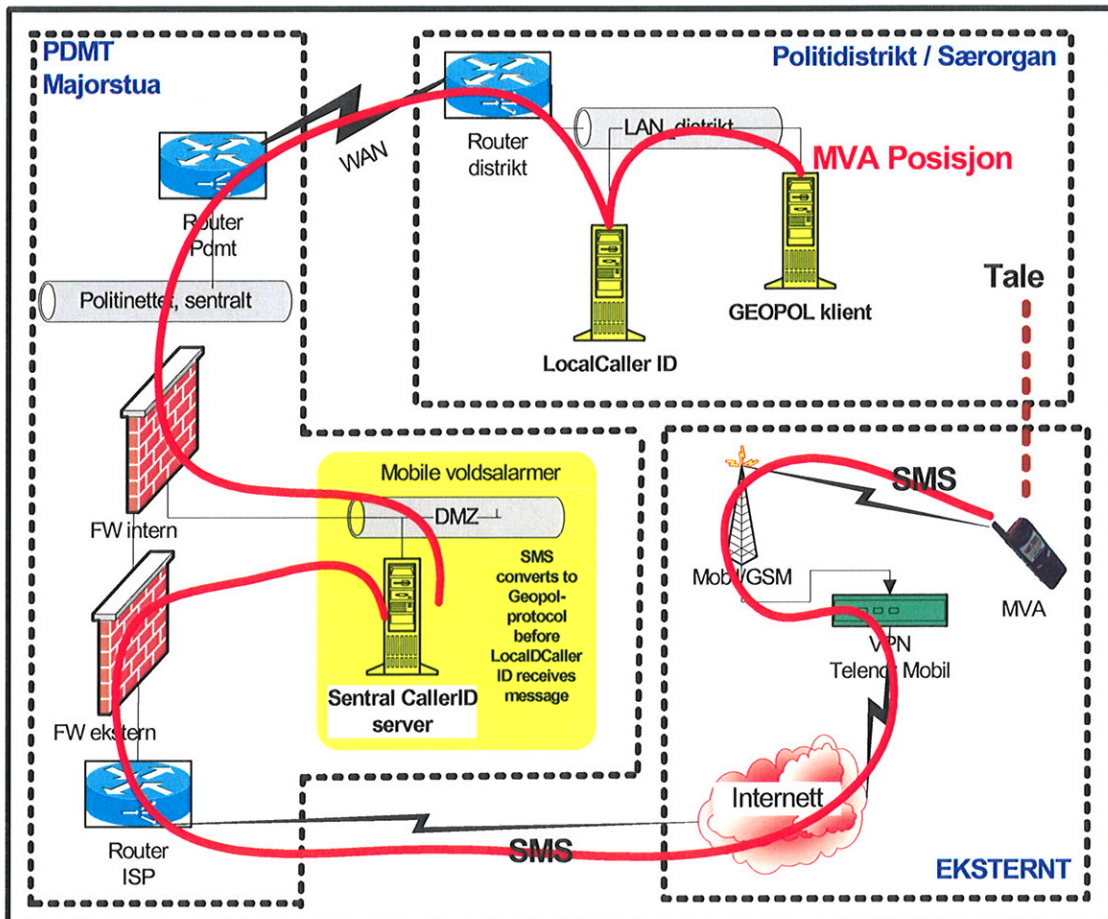 PDMT
Majorstua
Politidistrikt / Særorgan
Router
distrikt
LAN_distrikt
WAN
MVA Posisjon
Router
Pdmt
Politinettet, sentralt
GEOPOL klient
LocalCaller ID
Tale
Mobile voldsalarmer
DMZ
FW intern
SMS
converts to
Geopol-
protocol
before
LocalDCaller
ID receives
message
Sentral CallerID
server
FW ekstern
Router
ISP
SMS
SMS
Mobil/GSM
MVA
VPN
Telenor Mobil
Internett
EKSTERNT